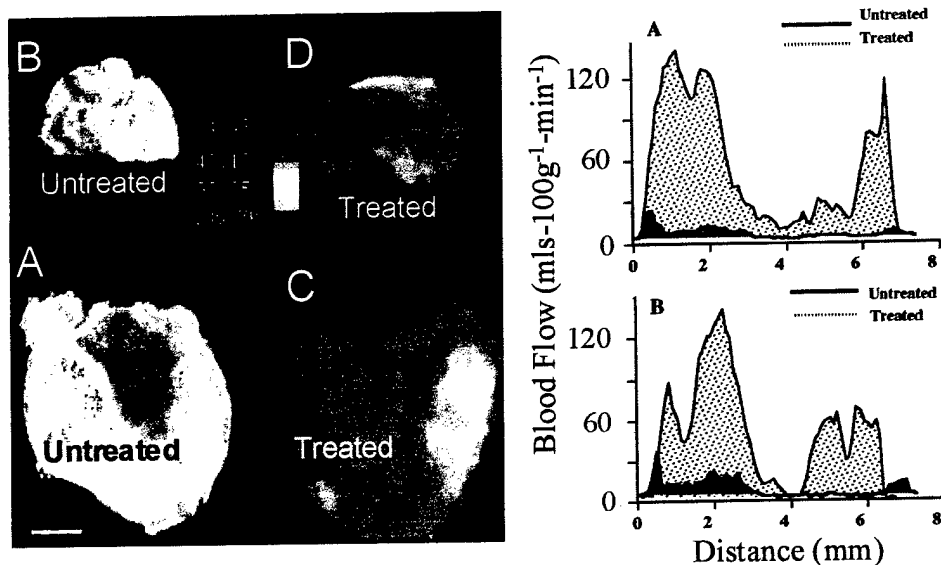 B
D
Untreated
Treated
A
C
Untreated
Treated
Untreated
Treated
A
120
60
0
0
2
4
6
8
Untreated
Treated
B
120
60
0
0
2
4
6
8
Blood Flow (mls-100g⁻¹-min⁻¹)
Distance (mm)